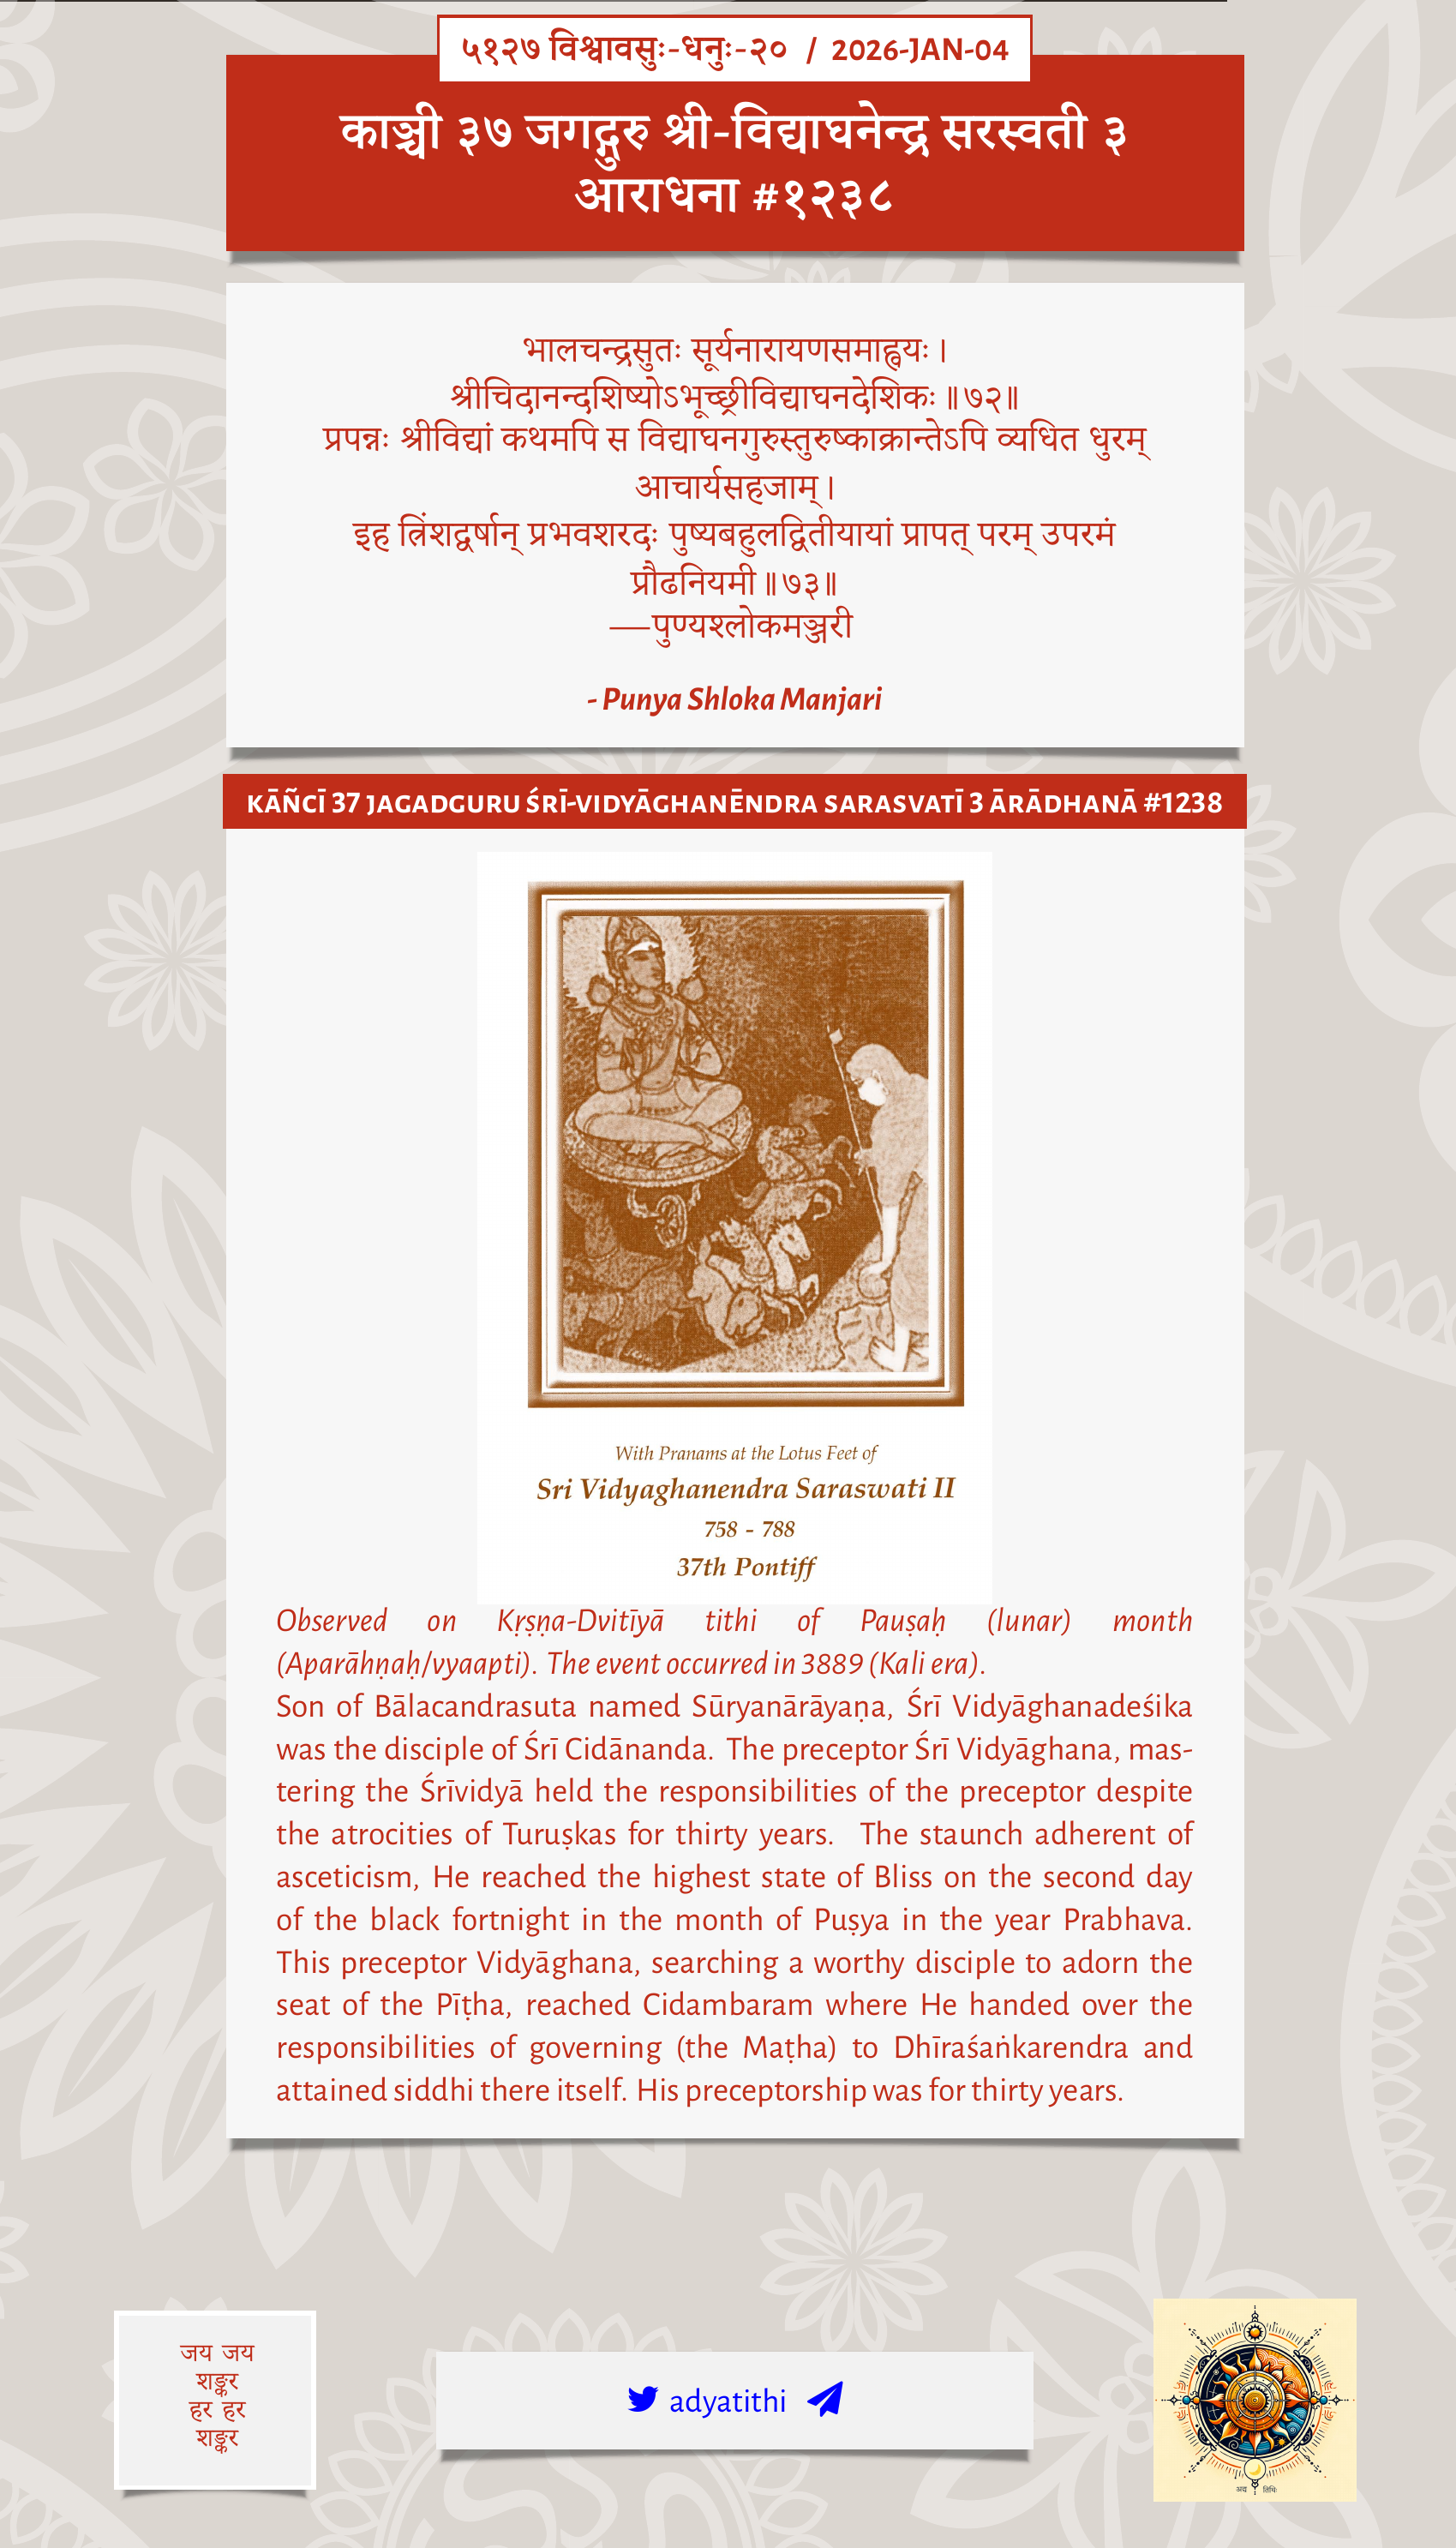 ५१२७ विश्वावसुः-धनुः-२० / 2026-JAN-04
काञ्ची ३७ जगद्गुरु श्री-विद्याघनेन्द्र सरस्वती ३
आराधना #१२३८
भालचन्द्रसुतः सूर्यनारायणसमाह्वयः।
श्रीचिदानन्दशिष्योऽभूच्छ्रीविद्याघनदेशिकः॥७२॥
प्रपन्नः श्रीविद्यां कथमपि स विद्याघनगुरुस्तुरुष्काक्रान्तेऽपि व्यधित धुरम्
आचार्यसहजाम्।
इह त्रिंशद्वर्षान् प्रभवशरदः पुष्यबहुलद्वितीयायां प्रापत् परम् उपरमं
प्रौढनियमी॥७३॥
—पुण्यश्लोकमञ्जरी
- Punya Shloka Manjari
KĀÑCĪ 37 JAGADGURU ŚRĪ-VIDYĀGHANĒNDRA SARASVATĪ 3 ĀRĀDHANĀ #1238
With Pranams at the Lotus Feet of
Sri Vidyaghanendra Saraswati II
758 - 788
37th Pontiff
Observed on Kṛṣṇa-Dvitīyā tithi of Pauṣaḥ (lunar) month
(Aparāhṇaḥ/vyaapti). The event occurred in 3889 (Kali era).
Son of Bālacandrasuta named Sūryanārāyaṇa, Śrī Vidyāghanadeśika
was the disciple of Śrī Cidānanda. The preceptor Śrī Vidyāghana, mas-
tering the Śrīvidyā held the responsibilities of the preceptor despite
the atrocities of Turuṣkas for thirty years. The staunch adherent of
asceticism, He reached the highest state of Bliss on the second day
of the black fortnight in the month of Puṣya in the year Prabhava.
This preceptor Vidyāghana, searching a worthy disciple to adorn the
seat of the Pīṭha, reached Cidambaram where He handed over the
responsibilities of governing (the Maṭha) to Dhīraśaṅkarendra and
attained siddhi there itself. His preceptorship was for thirty years.
जय जय
शङ्कर
हर हर
शङ्कर
adyatithi
अद्य तिथिः